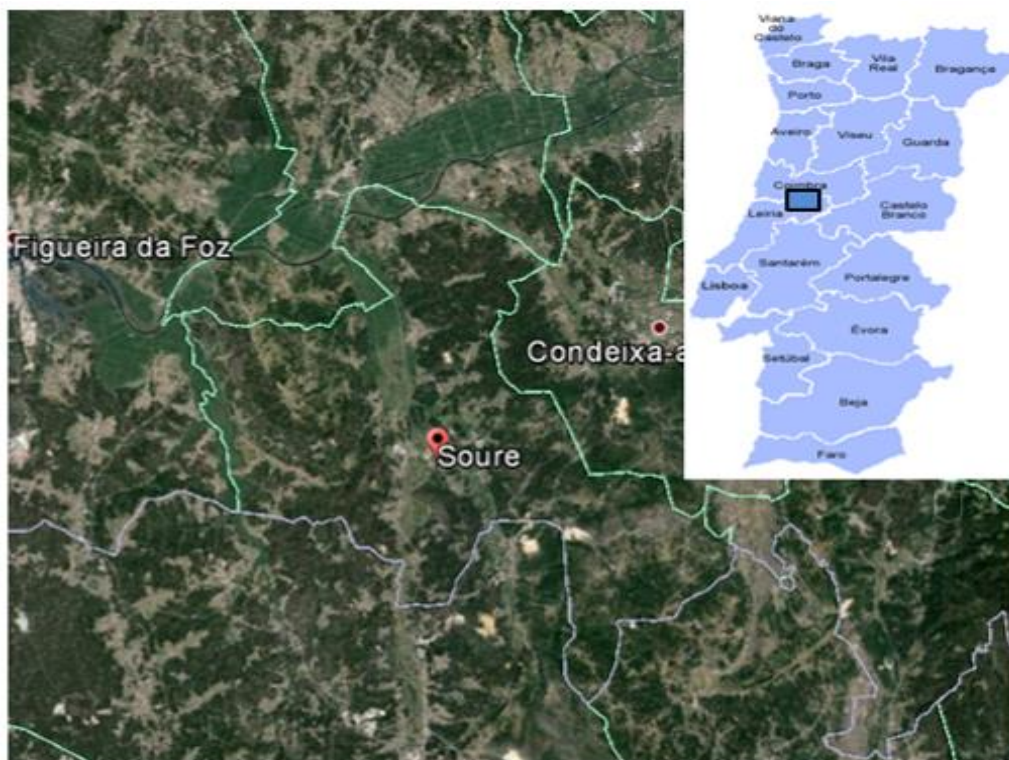 Viana
do
Castelo
Braga
Vila
Real
Bragança
Porto
Aveiro
Viseu
Guarda
Coimbra
Leiria
Castelo
Branco
Santarém
Lisboa
Portalegre
Évora
Setúbal
Beja
Faro
Figueira da Foz
Condeixa-a
Soure